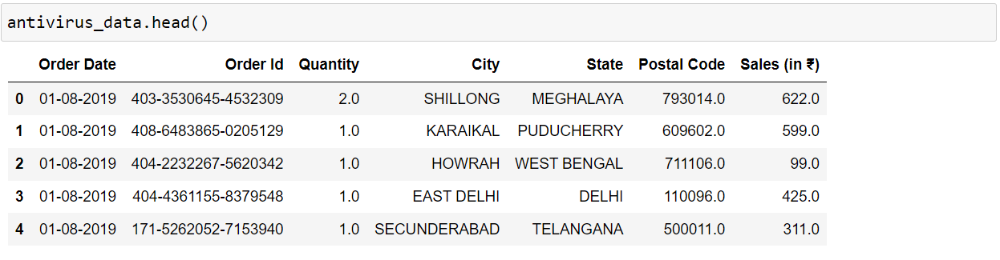 antivirus_data.head()
Order Date Order Id Quantity City State Postal Code Sales (in ₹)
0 01-08-2019 403-3530645-4532309 2.0 SHILLONG MEGHALAYA 793014.0 622.0
1 01-08-2019 408-6483865-0205129 1.0 KARAIKAL PUDUCHERRY 609602.0 599.0
2 01-08-2019 404-2232267-5620342 1.0 HOWRAH WEST BENGAL 711106.0 99.0
3 01-08-2019 404-4361155-8379548 1.0 EAST DELHI DELHI 110096.0 425.0
4 01-08-2019 171-5262052-7153940 1.0 SECUNDERABAD TELANGANA 500011.0 311.0